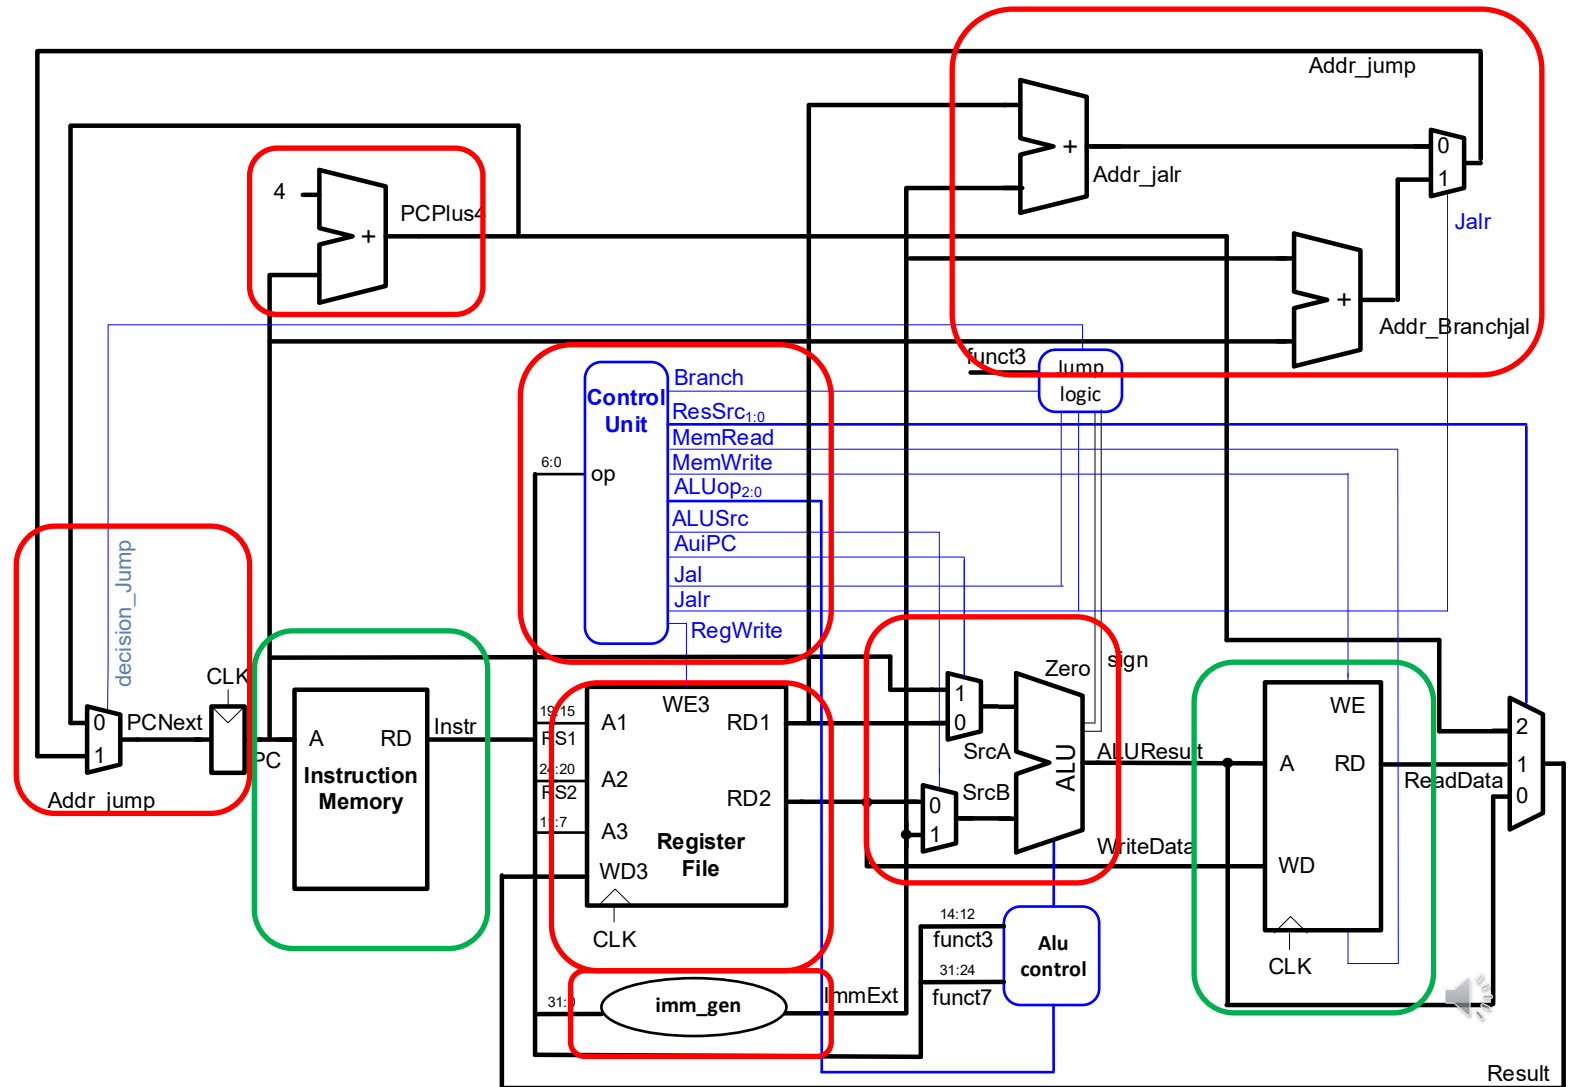 Addr_jump
0
1
+
Addr_jalr
Jalr
4
PCPlus4
+
+
Addr_Branchjal
funct3
Jump
logic
Control
Unit
op
6:0
Branch
ResSrc1:0
MemRead
MemWrite
ALUop2:0
ALUSrc
AuiPC
Jal
Jalr
RegWrite
decision_Jump
CLK
0
1
PCNext
Addr_jump
PC
A
RD
Instruction
Memory
Instr
19:15
RS1
24:20
RS2
11:7
A1
A2
A3
WD3
WE3
RD1
RD2
Register
File
CLK
1
0
SrcA
0
1
SrcB
Zero
sign
ALU
ALUResult
WriteData
WE
A
RD
WD
CLK
ReadData
2
1
0
14:12
funct3
31:24
funct7
Alu
control
31:0
imm_gen
ImmExt
Result